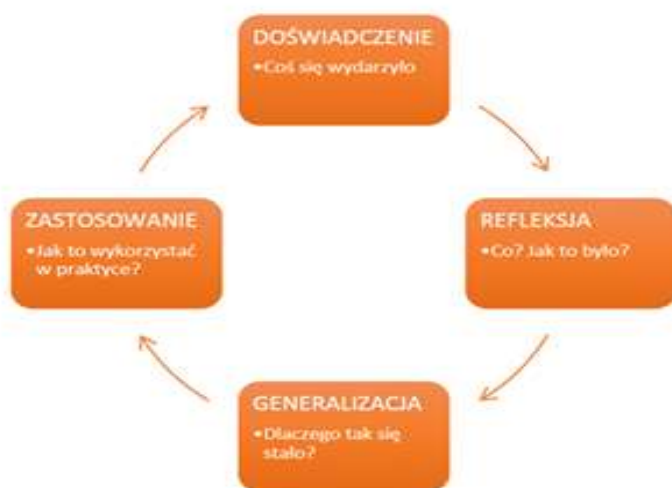 DOŚWIADCZENIE
•Coś się wydarzyło
REFLEKSJA
•Co? Jak to było?
GENERALIZACJA
•Dlaczego tak się
stało?
ZASTOSOWANIE
•Jak to wykorzystać
w praktyce?